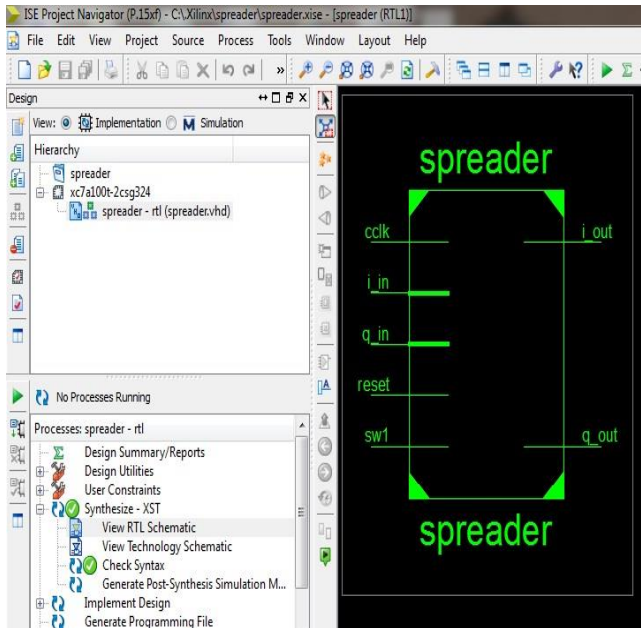 ISE Project Navigator (P.15xf) - C:\.Xilinx\spreader\spreader.xise - [spreader (RTL1)]
File Edit View Project Source Process Tools Window Layout Help
Design
View: Implementation Simulation
Hierarchy
spreader
xc7a100t-2csg324
spreader - rtl (spreader.vhd)
No Processes Running
Processes: spreader - rtl
Design Summary/Reports
Design Utilities
User Constraints
Synthesize - XST
View RTL Schematic
View Technology Schematic
Check Syntax
Generate Post-Synthesis Simulation M...
Implement Design
Generate Programming File
spreader
cclk
i_out
i_in
q_in
reset
sw1
q_out
spreader